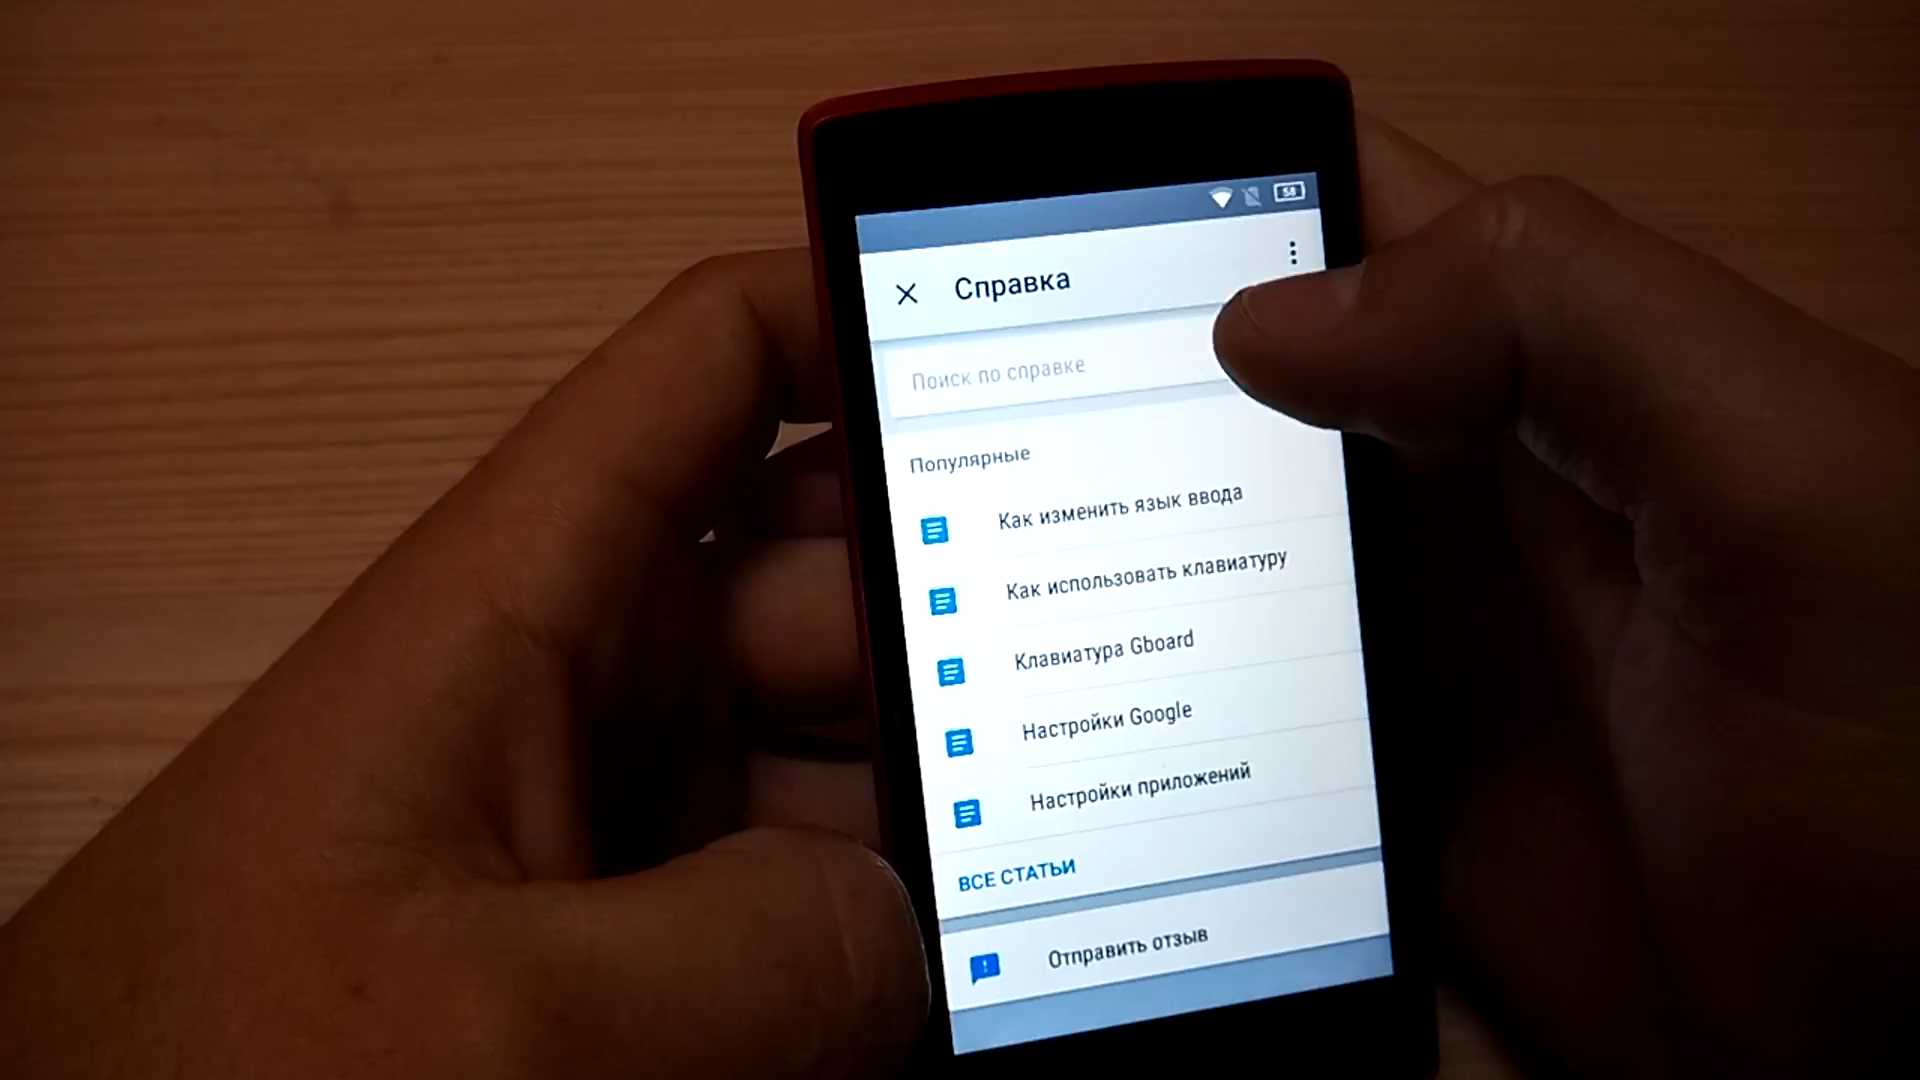 58
Справка
Поиск по справке
Популярные
Как изменить язык ввода
Как использовать клавиатуру
Клавиатура Gboard
Настройки Google
Настройки приложений
ВСЕ СТАТЬИ
Отправить отзыв